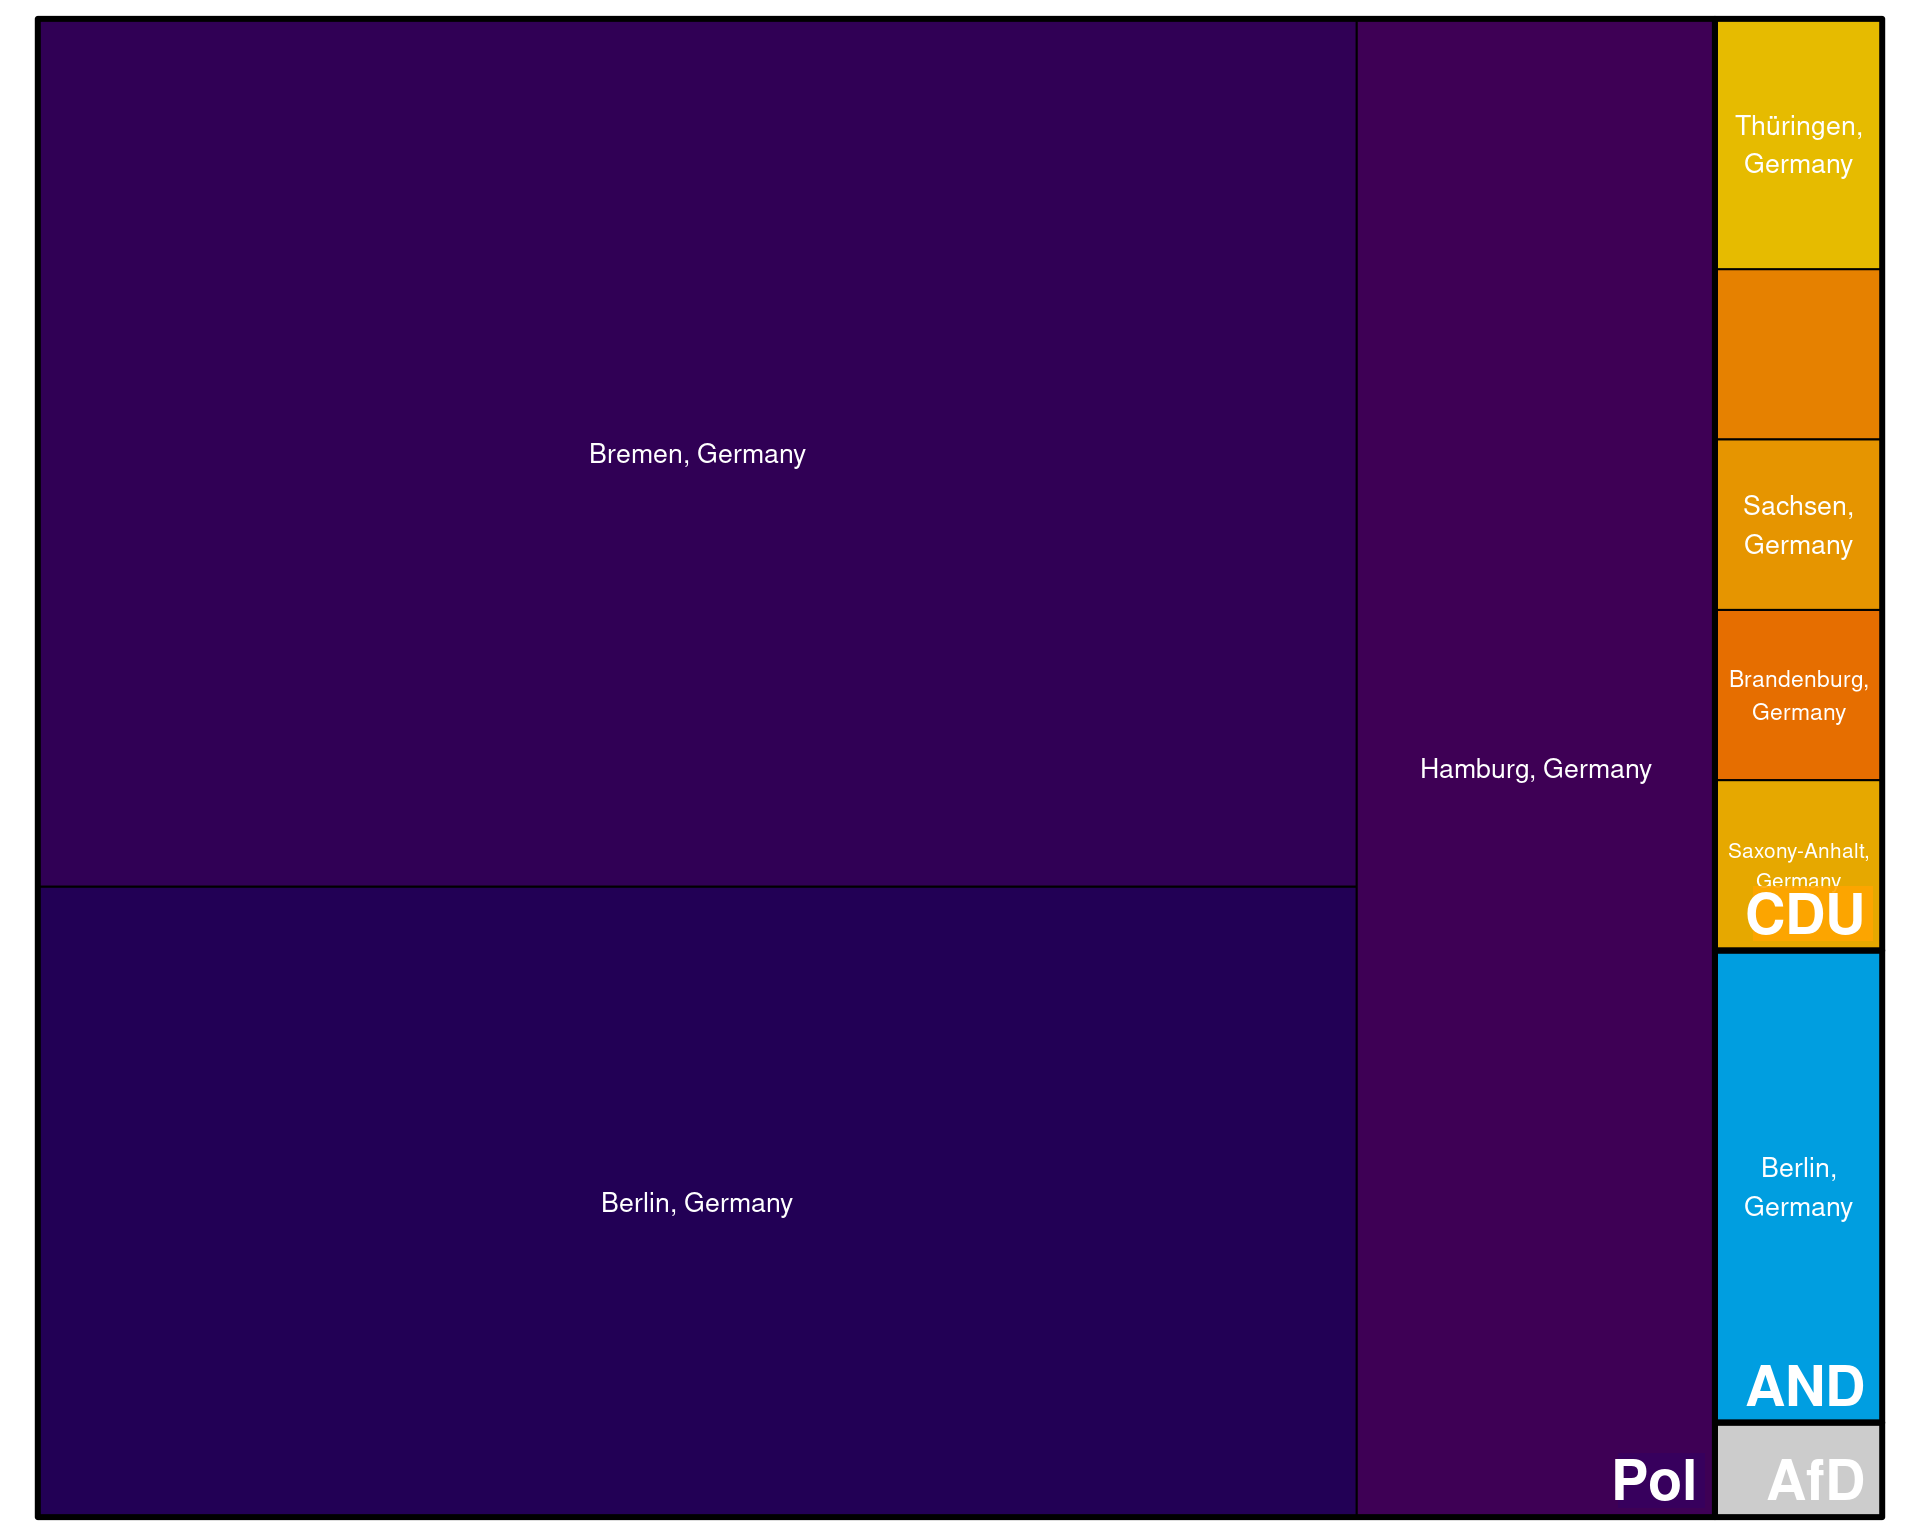 Bremen, Germany
Berlin, Germany
Hamburg, Germany
Pol
Thüringen,
Germany
Sachsen,
Germany
Brandenburg,
Germany
Saxony-Anhalt,
Germany
CDU
Berlin,
Germany
AND
AfD